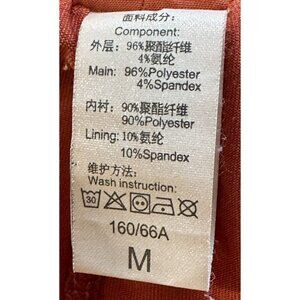 面料成分:
Component:
外层: 96%聚酯纤维
4%氨纶
Main: 96%Polyester
4%Spandex
内衬: 90%聚酯纤维
90%Polyester
Lining: 10%氨纶
10%Spandex
维护方法:
Wash instruction:
30
160/66A
M